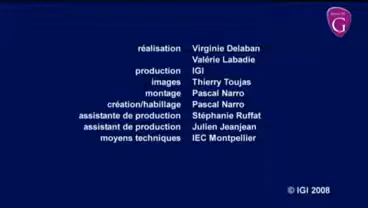 G
réalisation Virginie Delaban
Valérie Labadie
production IGI
images Thierry Toujas
montage Pascal Narro
création/habillage Pascal Narro
assistante de production Stéphanie Ruffat
assistant de production Julien Jeanjean
moyens techniques IEC Montpellier
© IGI 2008